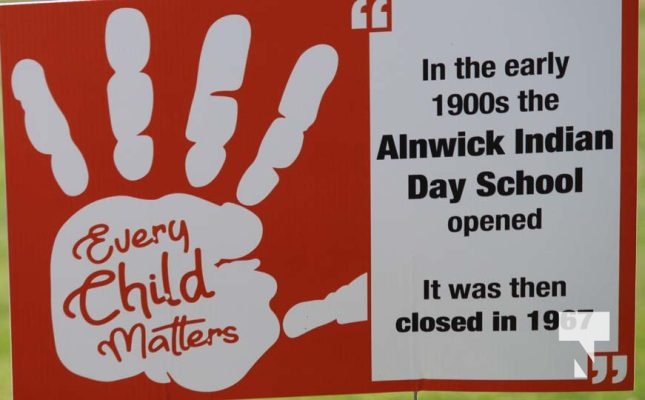 Every
Child
Matters
“
In the early
1900s the
Alnwick Indian
Day School
opened
It was then
closed in 1967
”